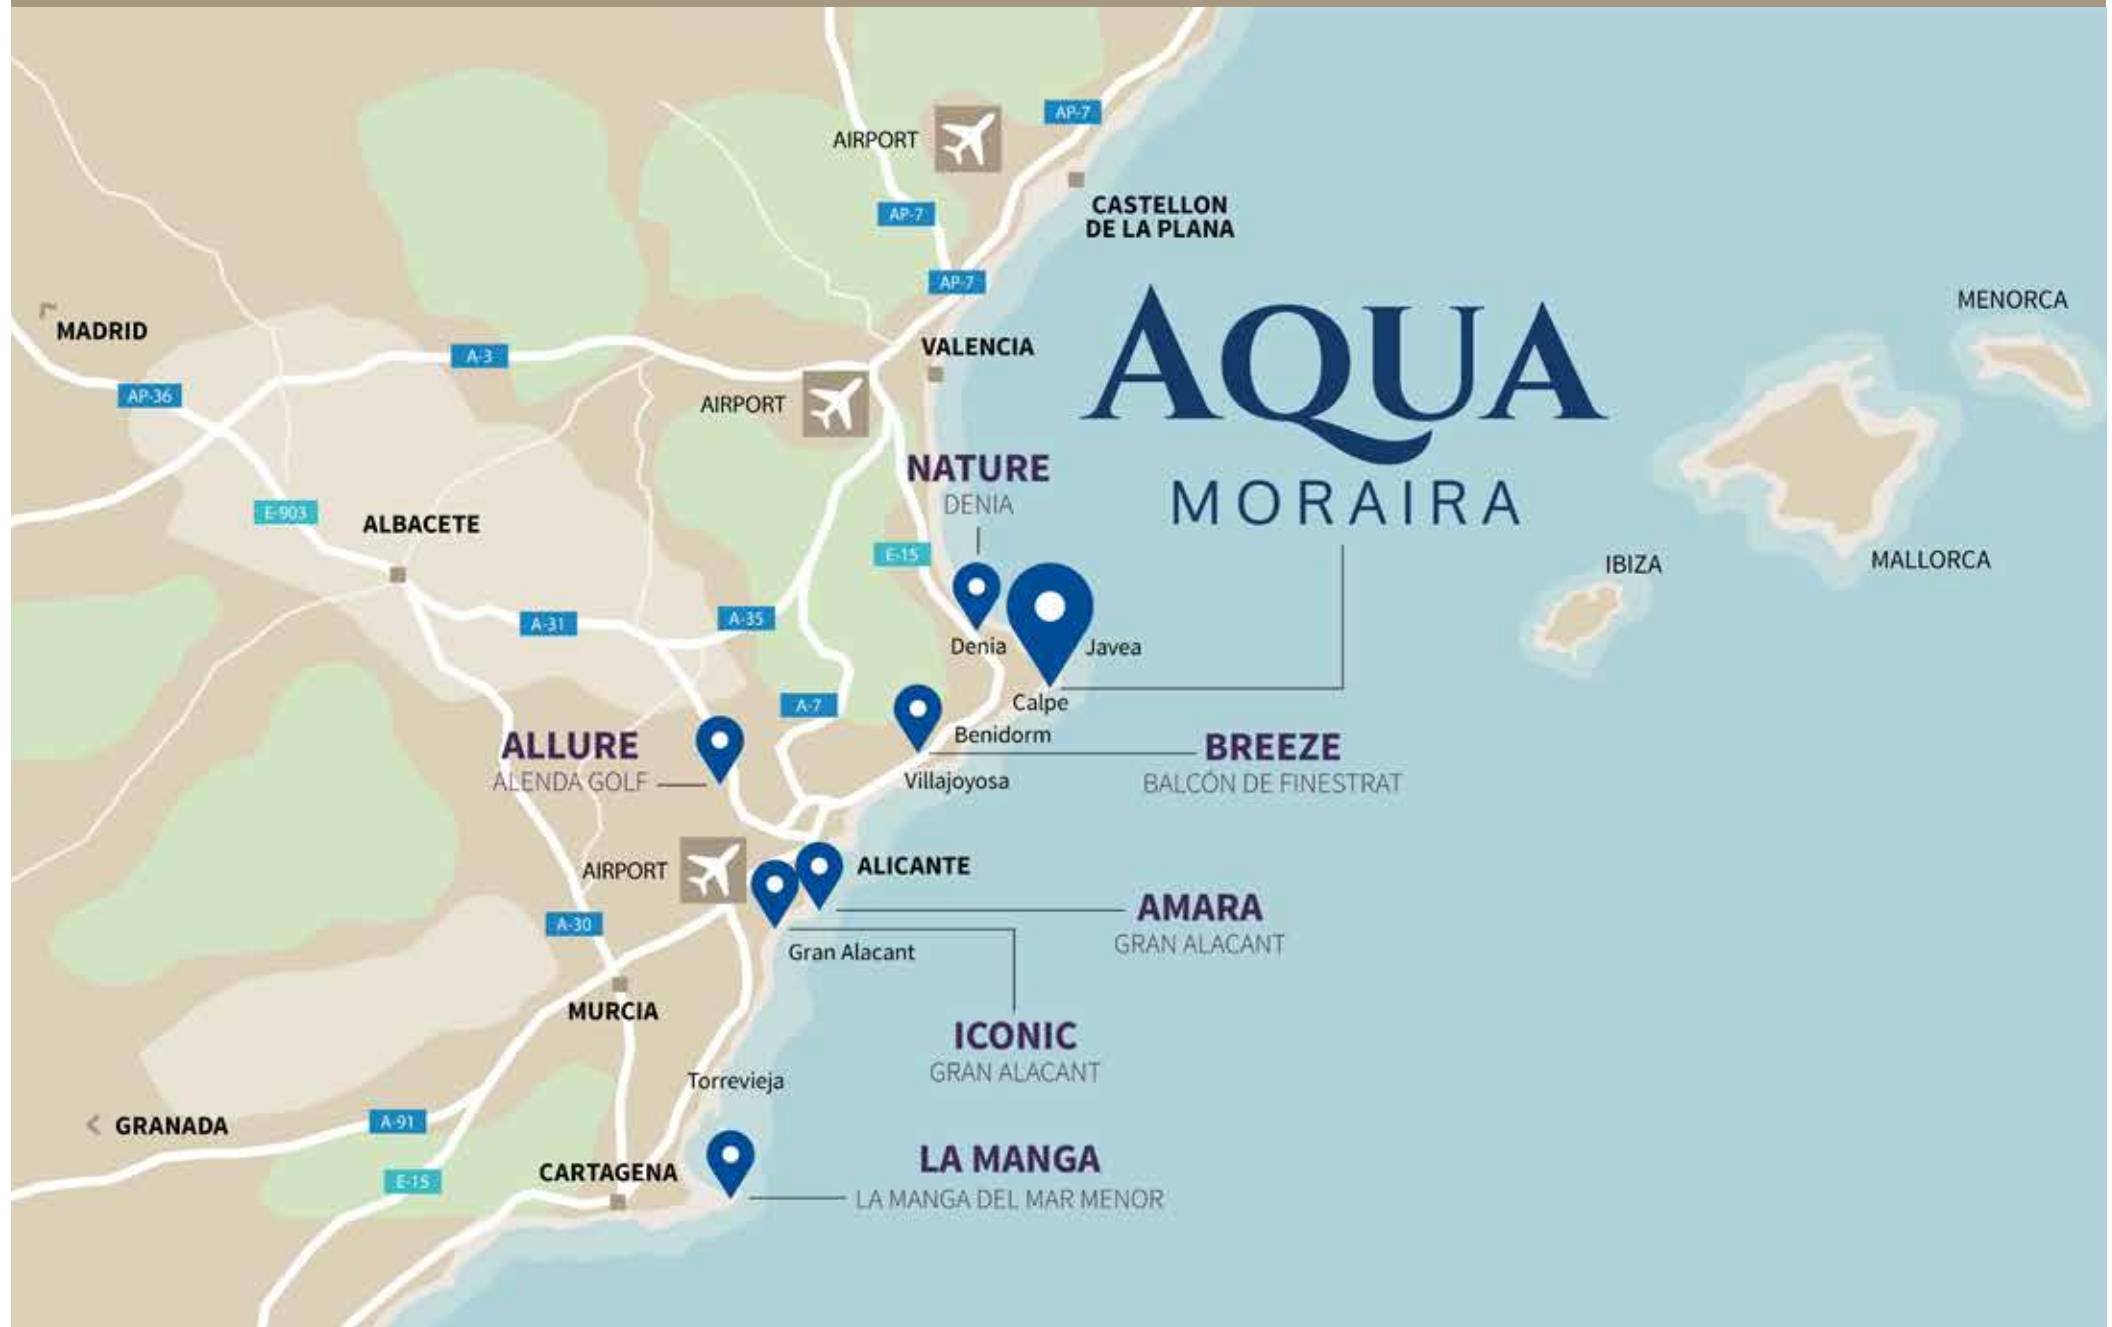 AP-7
AIRPORT
CASTELLON
DE LA PLANA
AP-7
AP-7
MENORCA
MADRID
VALENCIA
AQUA
MORAIRA
A-3
AP-36
AIRPORT
NATURE
DENIA
E-903
ALBACETE
E-15
IBIZA
MALLORCA
A-31
A-35
Denia
Javea
Calpe
A-7
Benidorm
ALLURE
ALENDA GOLF
BREEZE
BALCÓN DE FINESTRAT
Villajoyosa
AIRPORT
ALICANTE
AMARA
GRAN ALACANT
A-30
Gran Alacant
MURCIA
ICONIC
GRAN ALACANT
Torrevieja
GRANADA
A-91
E-15
CARTAGENA
LA MANGA
LA MANGA DEL MAR MENOR